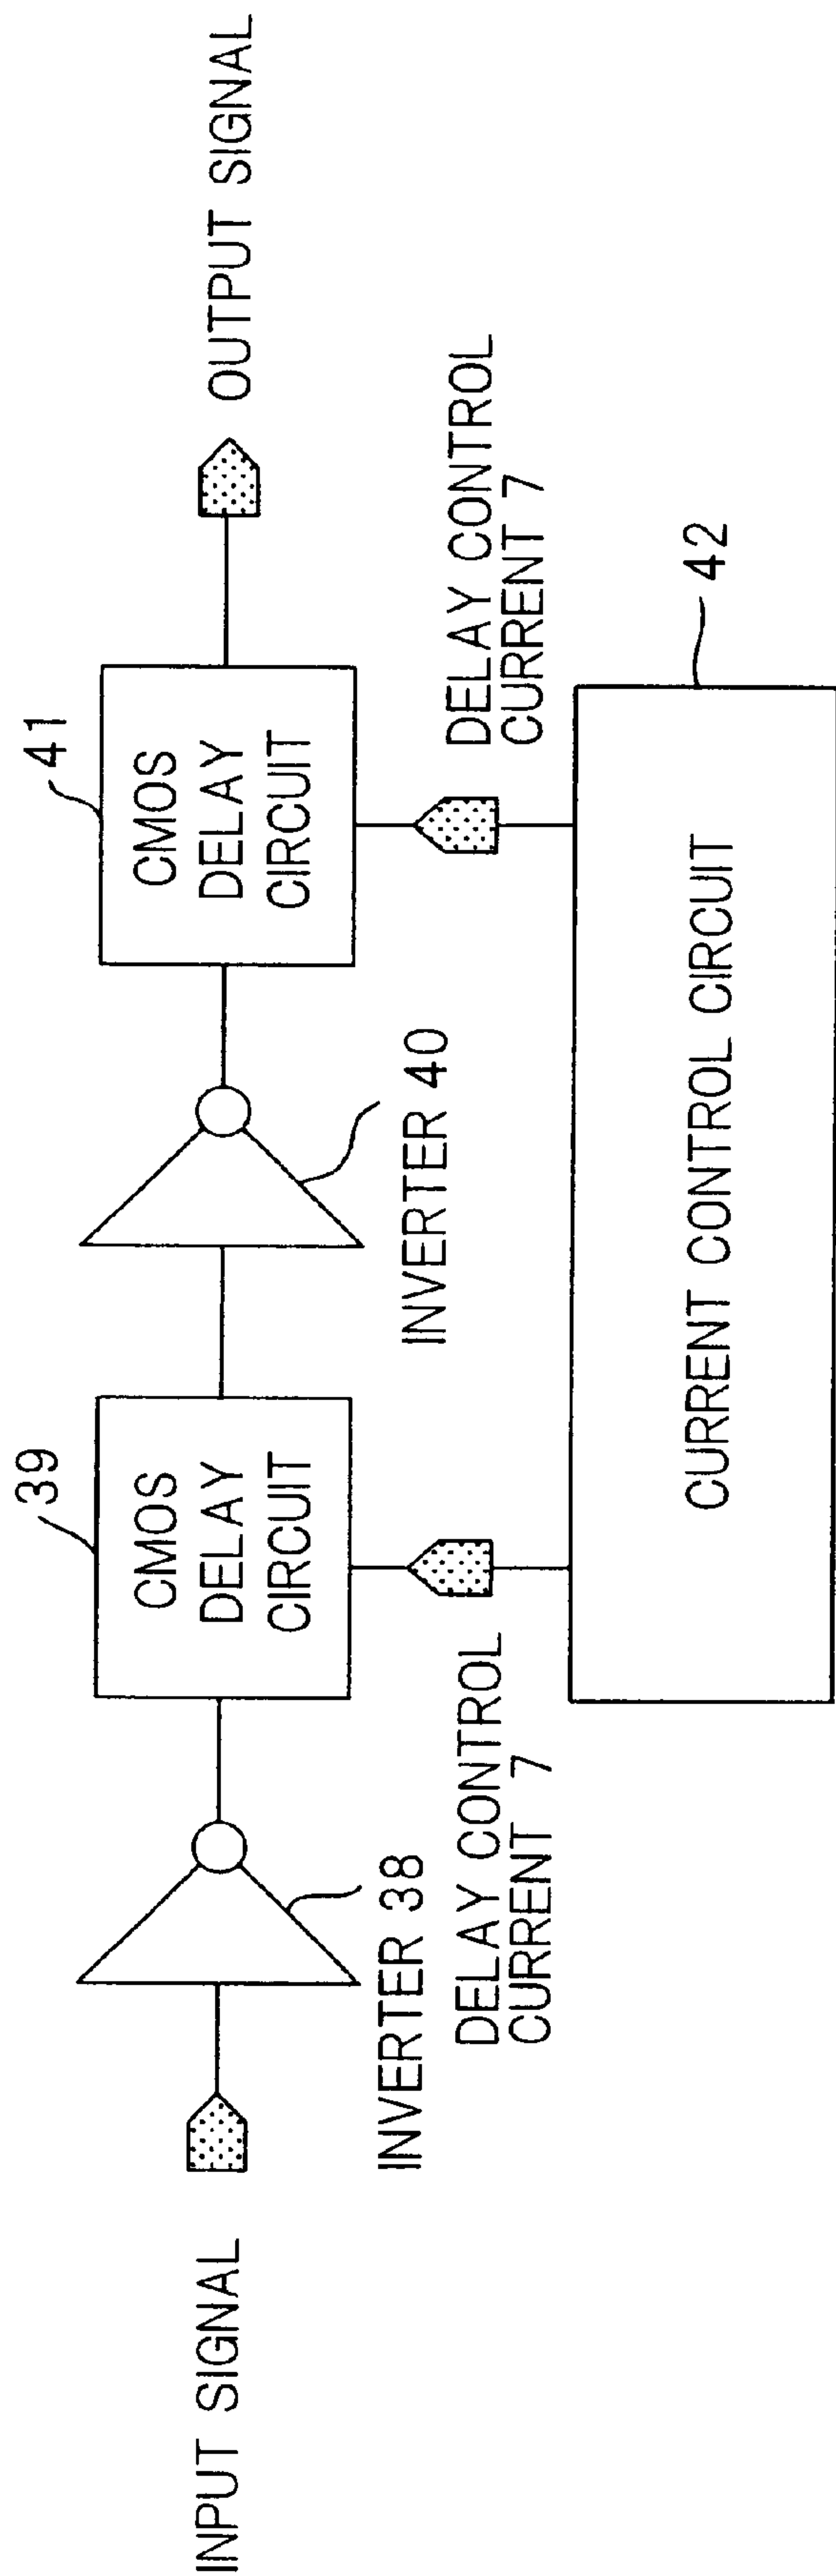 INPUT SIGNAL
INVERTER 38
39
CMOS
DELAY
CIRCUIT
DELAY CONTROL
CURRENT 7
INVERTER 40
41
CMOS
DELAY
CIRCUIT
DELAY CONTROL
CURRENT 7
OUTPUT SIGNAL
42
CURRENT CONTROL CIRCUIT